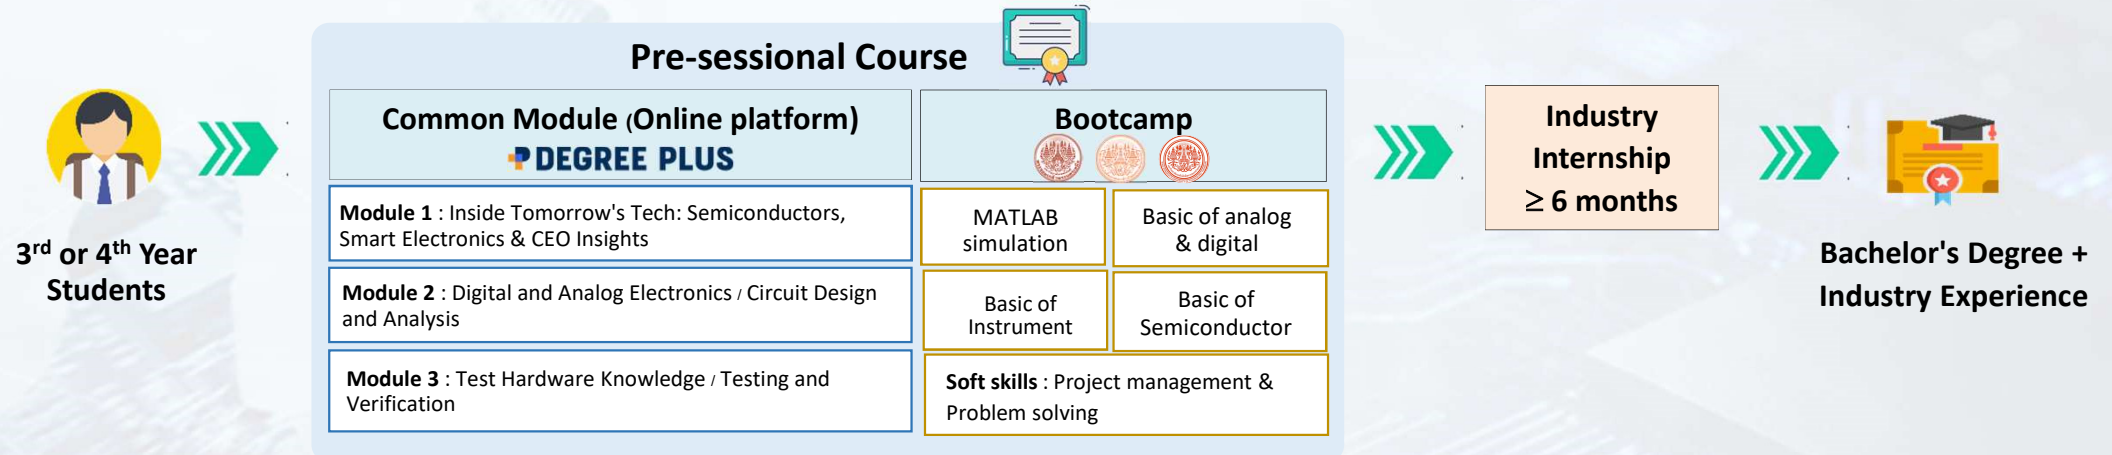 Pre-sessional Course
3rd or 4th Year
Students
Common Module (Online platform)
DEGREE PLUS
Module 1 : Inside Tomorrow's Tech: Semiconductors,
Smart Electronics & CEO Insights
Module 2 : Digital and Analog Electronics / Circuit Design
and Analysis
Module 3 : Test Hardware Knowledge / Testing and
Verification
Bootcamp
MATLAB
simulation
Basic of analog
& digital
Basic of
Instrument
Basic of
Semiconductor
Soft skills : Project management &
Problem solving
Industry
Internship
≥ 6 months
Bachelor's Degree +
Industry Experience